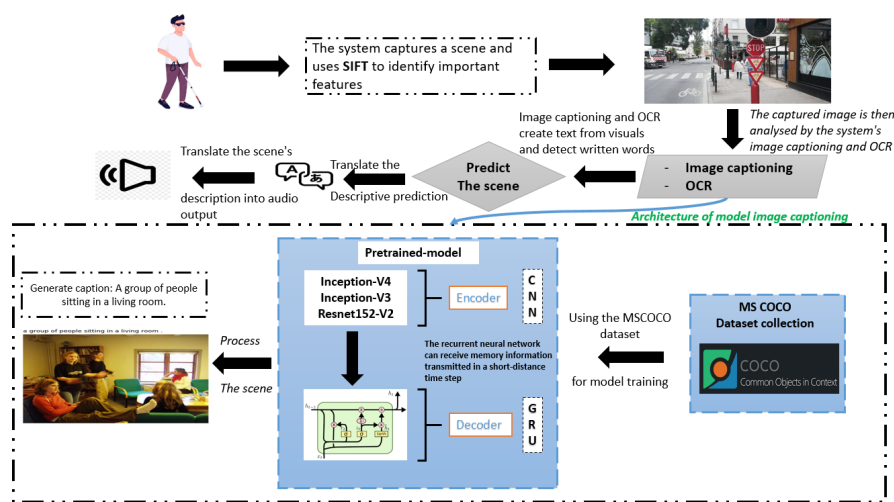 The system captures a scene and
uses SIFT to identify important
features
STOP
The captured image is then
analysed by the system's
image captioning and OCR
Image captioning and OCR
create text from visuals
and detect written words
- Image captioning
- OCR
Predict
The scene
Translate the
Descriptive prediction
A
あ
Translate the scene's
description into audio
output
Architecture of model image captioning
Pretrained-model
Inception-V4
Inception-V3
Resnet152-V2
Encoder
C
N
N
The recurrent neural network
can receive memory information
transmitted in a short-distance
time step
Decoder
G
R
U
MS COCO
Dataset collection
COCO
Common Objects in Context
Using the MSCOCO
dataset
for model training
Process
The scene
Generate caption: A group of people
sitting in a living room.
a group of people sitting in a living room .